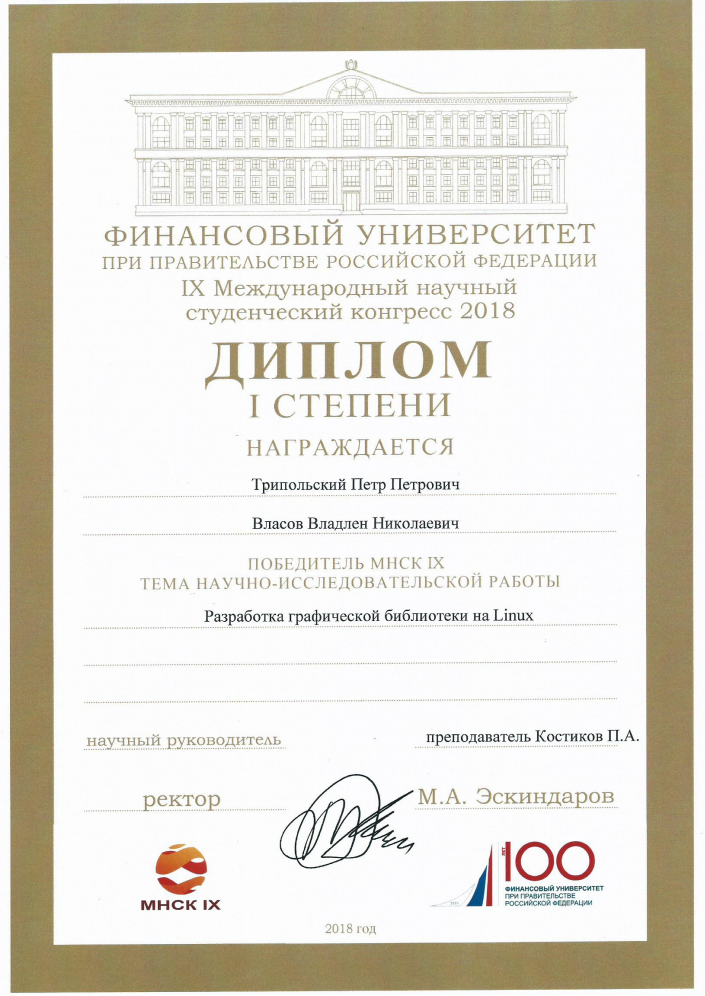 ФИНАНСОВЫЙ УНИВЕРСИТЕТ
ПРИ ПРАВИТЕЛЬСТВЕ РОССИЙСКОЙ ФЕДЕРАЦИИ
IX Международный научный
студенческий конгресс 2018
ДИПЛОМ
I СТЕПЕНИ
НАГРАЖДАЕТСЯ
Трипольский Петр Петрович
Власов Владлен Николаевич
ПОБЕДИТЕЛЬ МНСК IX
ТЕМА НАУЧНО-ИССЛЕДОВАТЕЛЬСКОЙ РАБОТЫ
Разработка графической библиотеки на Linux
научный руководитель преподаватель Костиков П.А.
ректор М.А. Эскиндаров
МНСК IX
100
ФИНАНСОВЫЙ УНИВЕРСИТЕТ
ПРИ ПРАВИТЕЛЬСТВЕ
РОССИЙСКОЙ ФЕДЕРАЦИИ
2018 год